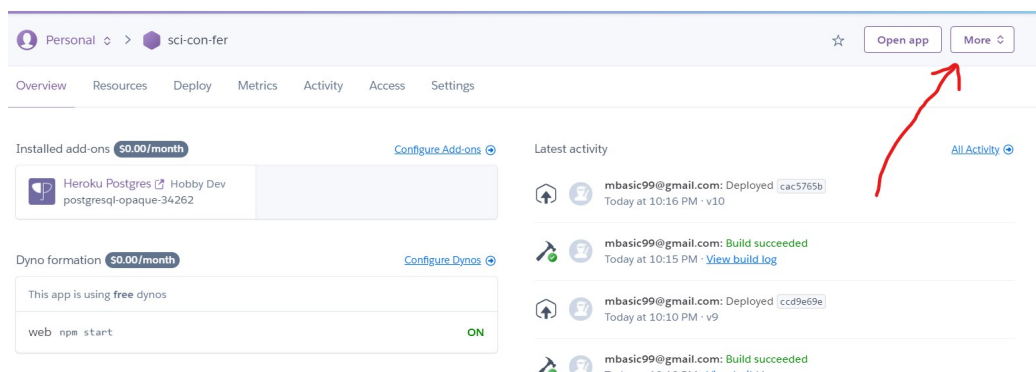 Personal > sci-con-fer
Open app
More
Overview Resources Deploy Metrics Activity Access Settings
Installed add-ons $0.00/month
Configure Add-ons
Heroku Postgres Hobby Dev
postgresql-opaque-34262
Dyno formation $0.00/month
Configure Dynos
This app is using free dynos
web npm start ON
Latest activity
All Activity
mbasic99@gmail.com: Deployed cac5765b
Today at 10:16 PM · v10
mbasic99@gmail.com: Build succeeded
Today at 10:15 PM · View build log
mbasic99@gmail.com: Deployed ccd9e69e
Today at 10:10 PM · v9
mbasic99@gmail.com: Build succeeded